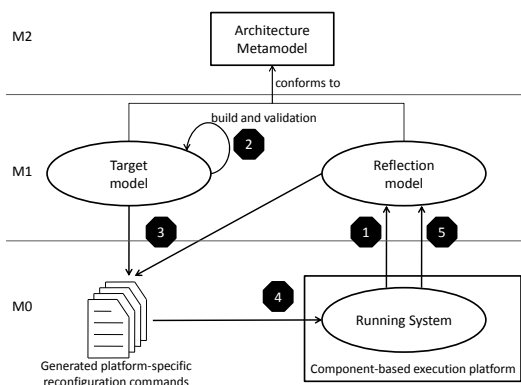 M2
Architecture
Metamodel
conforms to
build and validation
2
M1
Target
model
Reflection
model
3
1
5
4
M0
Running System
Generated platform-specific
reconfiguration commands
Component-based execution platform